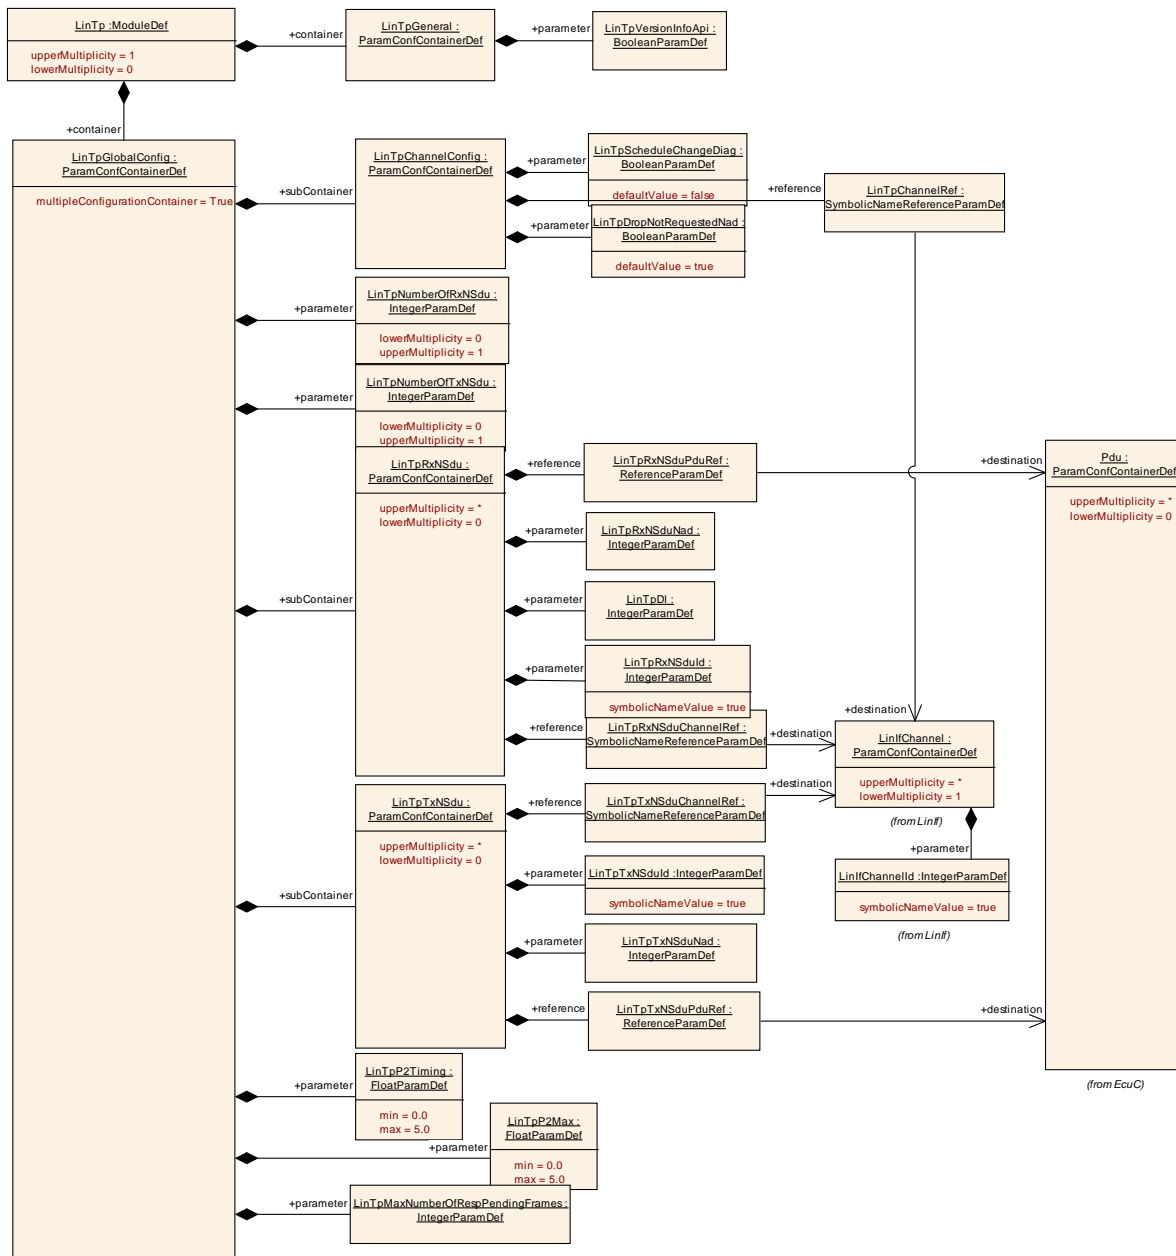 LinTp :ModuleDef
upperMultiplicity = 1
lowerMultiplicity = 0
+container
LinTpGeneral :
ParamConfContainerDef
+parameter
LinTpVersionInfoApi :
BooleanParamDef
+container
LinTpGlobalConfig :
ParamConfContainerDef
multipleConfigurationContainer = True
+subContainer
LinTpChannelConfig :
ParamConfContainerDef
+parameter
LinTpScheduleChangeDiag :
BooleanParamDef
defaultValue = false
+reference
LinTpChannelRef :
SymbolicNameReferenceParamDef
+parameter
LinTpDropNotRequestedNad :
BooleanParamDef
defaultValue = true
+parameter
LinTpNumberOfRxNSdu :
IntegerParamDef
lowerMultiplicity = 0
upperMultiplicity = 1
+parameter
LinTpNumberOfTxNSdu :
IntegerParamDef
lowerMultiplicity = 0
upperMultiplicity = 1
+subContainer
LinTpRxNSdu :
ParamConfContainerDef
upperMultiplicity = *
lowerMultiplicity = 0
+reference
LinTpRxNSduPduRef :
ReferenceParamDef
+destination
Pdu :
ParamConfContainerDef
upperMultiplicity = *
lowerMultiplicity = 0
+parameter
LinTpRxNSduNad :
IntegerParamDef
+parameter
LinTpDl :
IntegerParamDef
+parameter
LinTpRxNSduId :
IntegerParamDef
symbolicNameValue = true
+reference
LinTpRxNSduChannelRef :
SymbolicNameReferenceParamDef
+destination
+destination
LinIfChannel :
ParamConfContainerDef
upperMultiplicity = *
lowerMultiplicity = 1
(from LinIf)
+subContainer
LinTpTxNSdu :
ParamConfContainerDef
upperMultiplicity = *
lowerMultiplicity = 0
+reference
LinTpTxNSduChannelRef :
SymbolicNameReferenceParamDef
+destination
+parameter
LinIfChannelId :IntegerParamDef
symbolicNameValue = true
(from LinIf)
+parameter
LinTpTxNSduId :IntegerParamDef
symbolicNameValue = true
+parameter
LinTpTxNSduNad :
IntegerParamDef
+reference
LinTpTxNSduPduRef :
ReferenceParamDef
+destination
(from EcuC)
+parameter
LinTpP2Timing :
FloatParamDef
min = 0.0
max = 5.0
+parameter
LinTpP2Max :
FloatParamDef
min = 0.0
max = 5.0
+parameter
LinTpMaxNumberOfRespPendingFrames :
IntegerParamDef